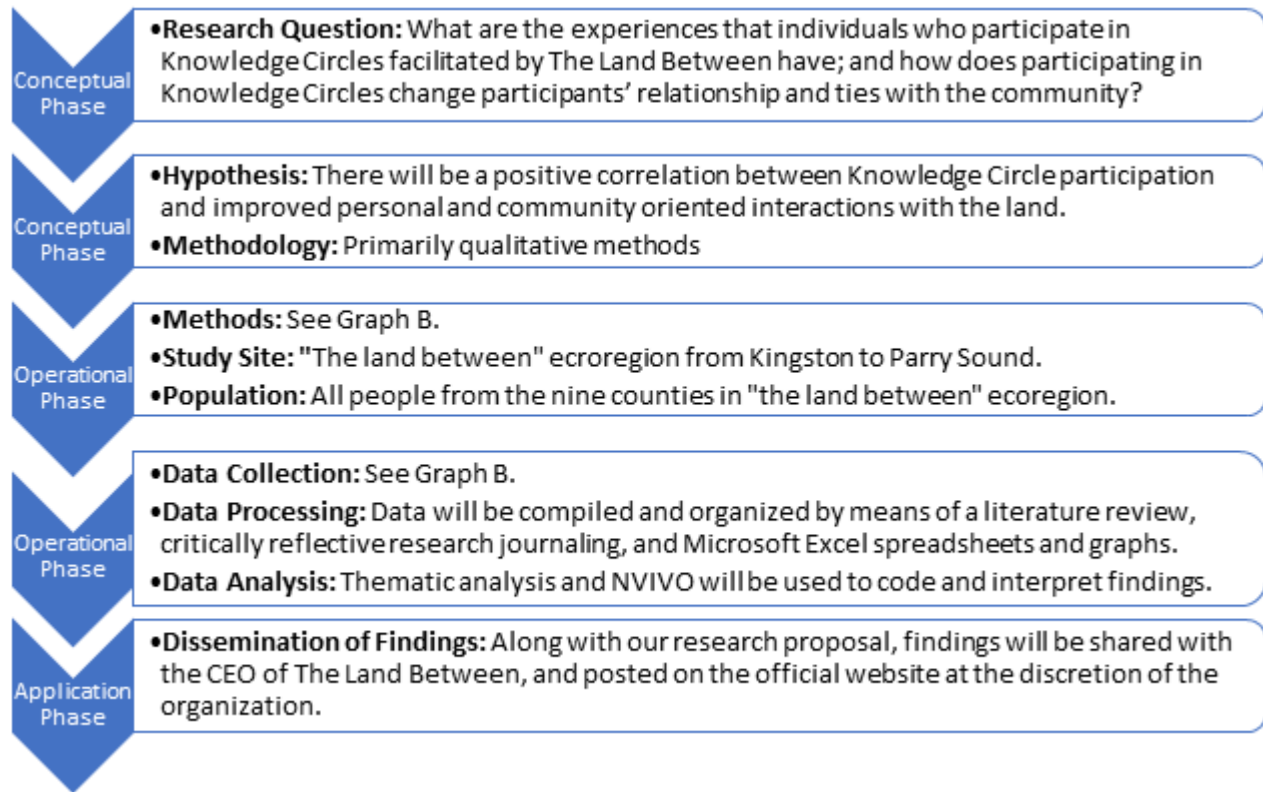 Conceptual
Phase
•Research Question: What are the experiences that individuals who participate in
Knowledge Circles facilitated by The Land Between have; and how does participating in
Knowledge Circles change participants’ relationship and ties with the community?
Conceptual
Phase
•Hypothesis: There will be a positive correlation between Knowledge Circle participation
and improved personal and community oriented interactions with the land.
•Methodology: Primarily qualitative methods
Operational
Phase
•Methods: See Graph B.
•Study Site: "The land between" ecroregion from Kingston to Parry Sound.
•Population: All people from the nine counties in "the land between" ecoregion.
Operational
Phase
•Data Collection: See Graph B.
•Data Processing: Data will be compiled and organized by means of a literature review,
critically reflective research journaling, and Microsoft Excel spreadsheets and graphs.
•Data Analysis: Thematic analysis and NVIVO will be used to code and interpret findings.
Application
Phase
•Dissemination of Findings: Along with our research proposal, findings will be shared with
the CEO of The Land Between, and posted on the official website at the discretion of the
organization.